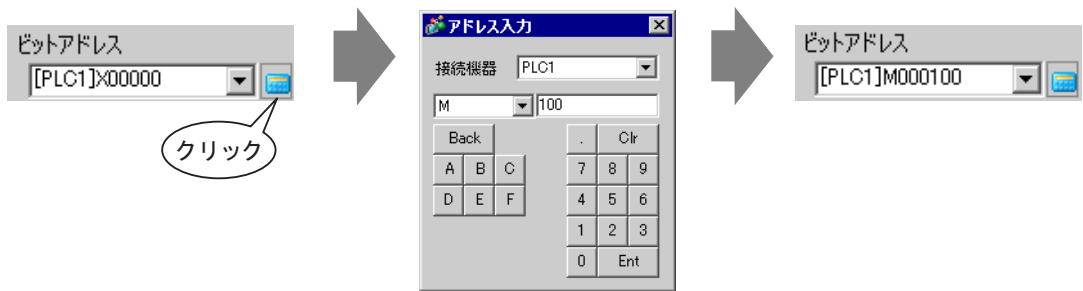 ビットアドレス
[PLC1]X00000
クリック
アドレス入力
接続機器 PLC1
M 100
Back . Clr
A B C 7 8 9
D E F 4 5 6
1 2 3
0 Ent
ビットアドレス
[PLC1]M000100